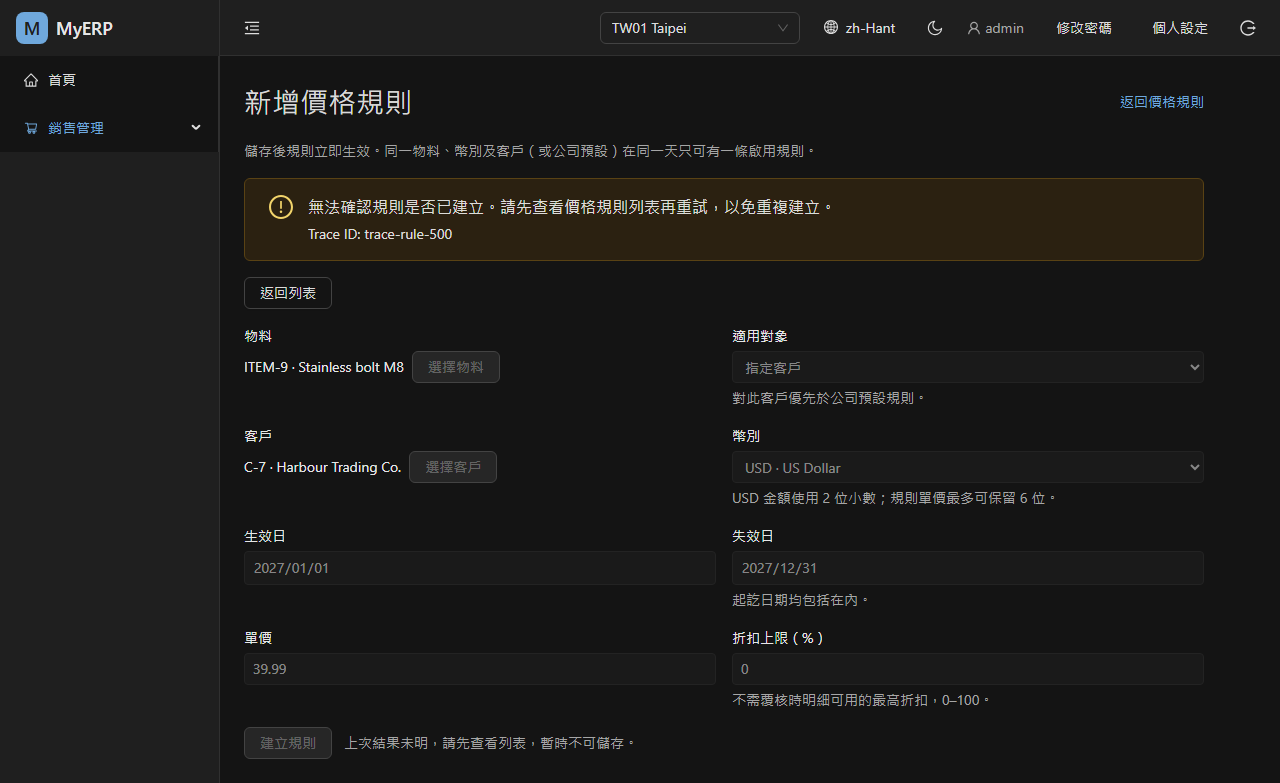 M MyERP
TW01 Taipei
zh-Hant
admin
修改密碼
個人設定
首頁
銷售管理
新增價格規則
返回價格規則
儲存後規則立即生效。同一物料、幣別及客戶（或公司預設）在同一天只可有一條啟用規則。
無法確認規則是否已建立。請先查看價格規則列表再重試，以免重複建立。
Trace ID: trace-rule-500
返回列表
物料
適用對象
ITEM-9 · Stainless bolt M8
選擇物料
指定客戶
對此客戶優先於公司預設規則。
客戶
幣別
C-7 · Harbour Trading Co.
選擇客戶
USD · US Dollar
USD 金額使用 2 位小數；規則單價最多可保留 6 位。
生效日
失效日
2027/01/01
2027/12/31
起訖日期均包括在內。
單價
折扣上限（%）
39.99
0
不需覆核時明細可用的最高折扣，0–100。
建立規則
上次結果未明，請先查看列表，暫時不可儲存。